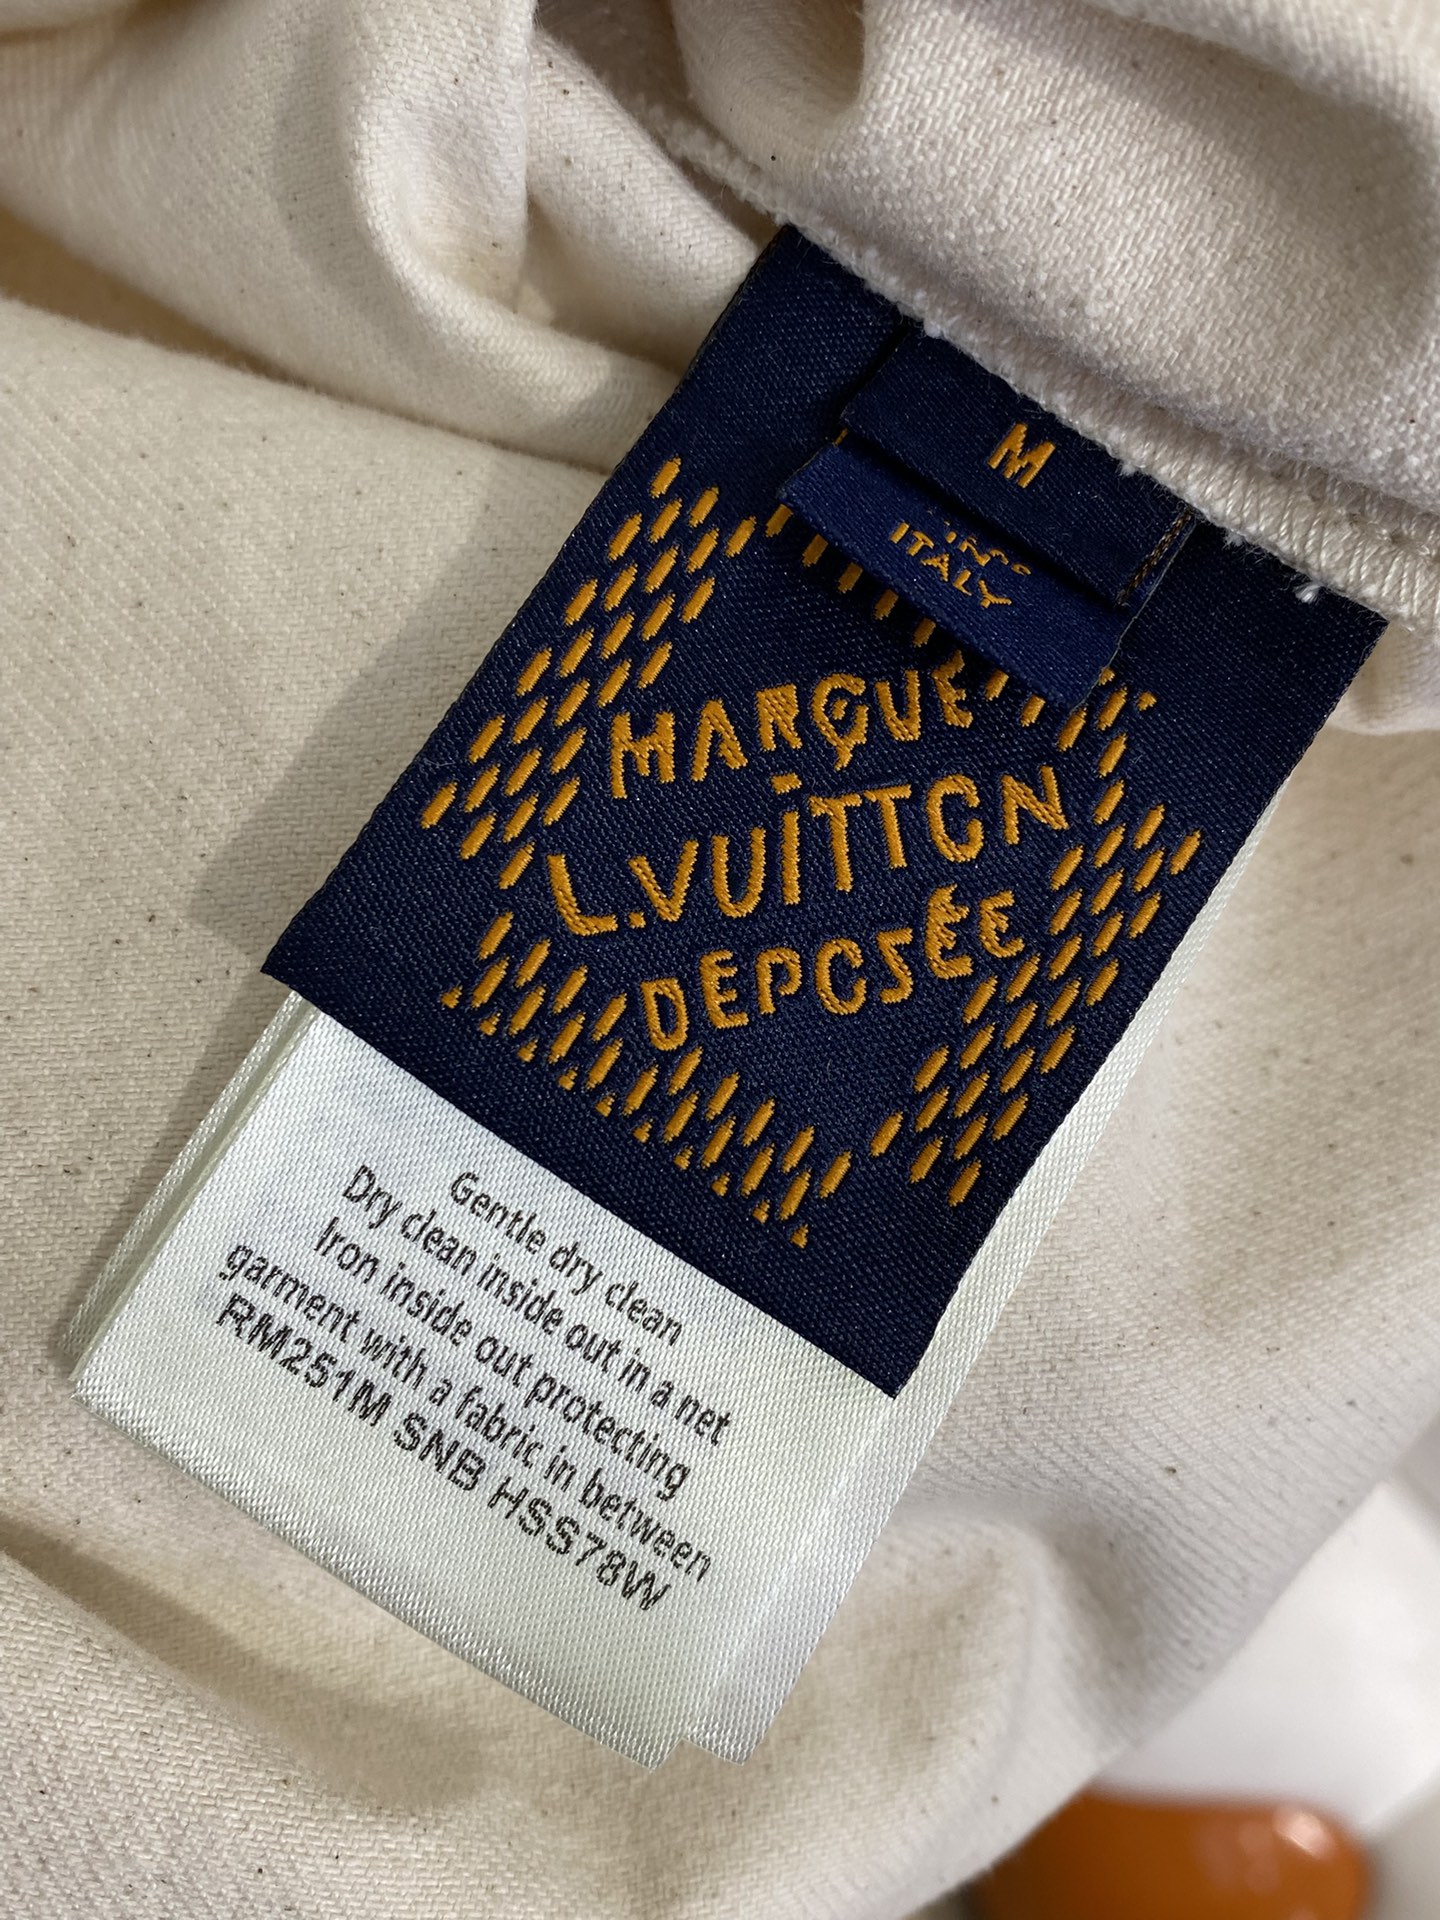 M
ITALY
MARQUE
L.VUITTON
DÉPOSÉE
Gentle dry clean
Dry clean inside out in a net
Iron inside out protecting
garment with a fabric in between
RM251M SNB HSS78W